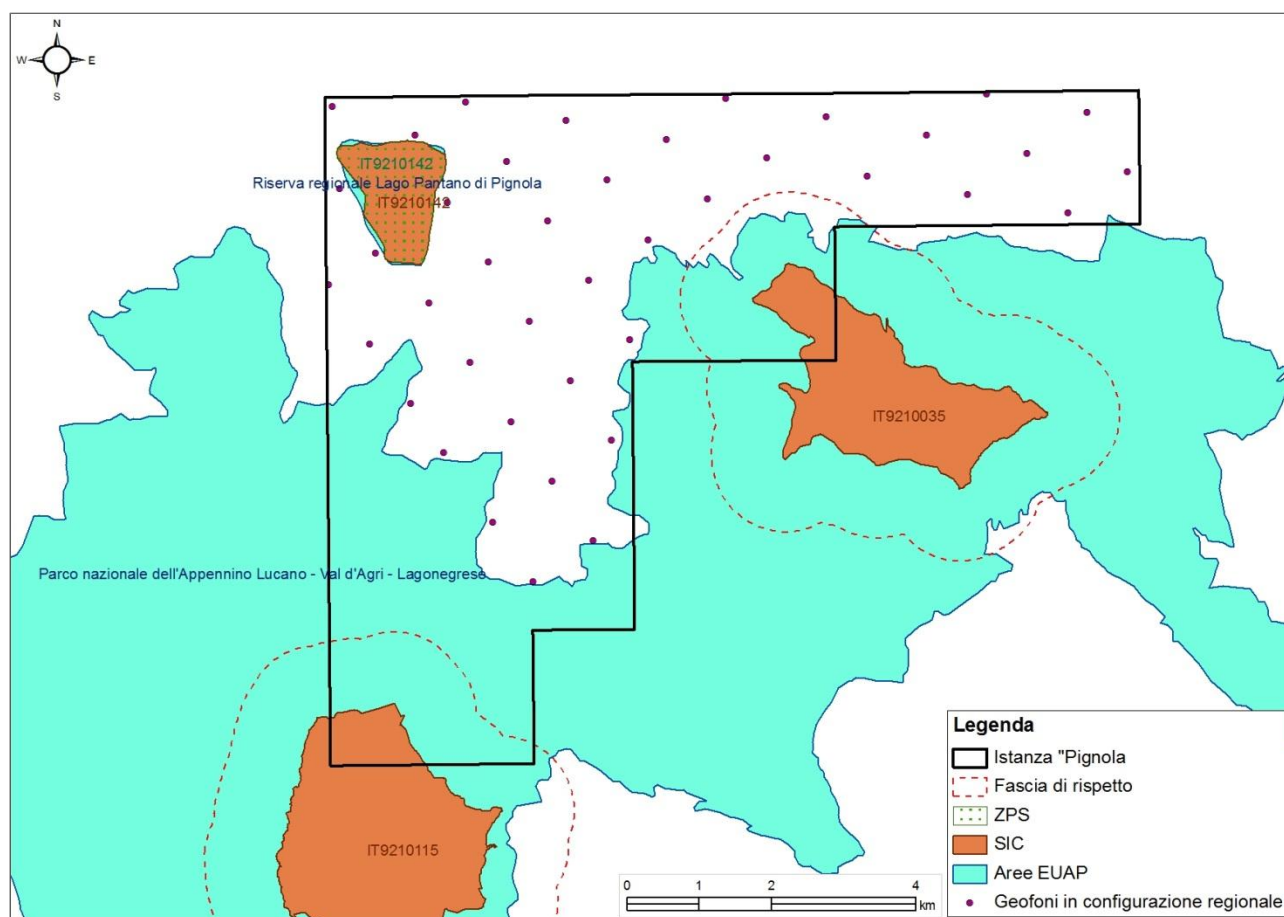 N
W E
S
IT9210142
Riserva regionale Lago Pantano di Pignola
IT9210142
IT9210035
Parco nazionale dell'Appennino Lucano - Val d'Agri - Lagonegrese
IT9210115
Legenda
Istanza "Pignola
Fascia di rispetto
ZPS
SIC
Aree EUAP
Geofoni in configurazione regionale
0 1 2 4
km